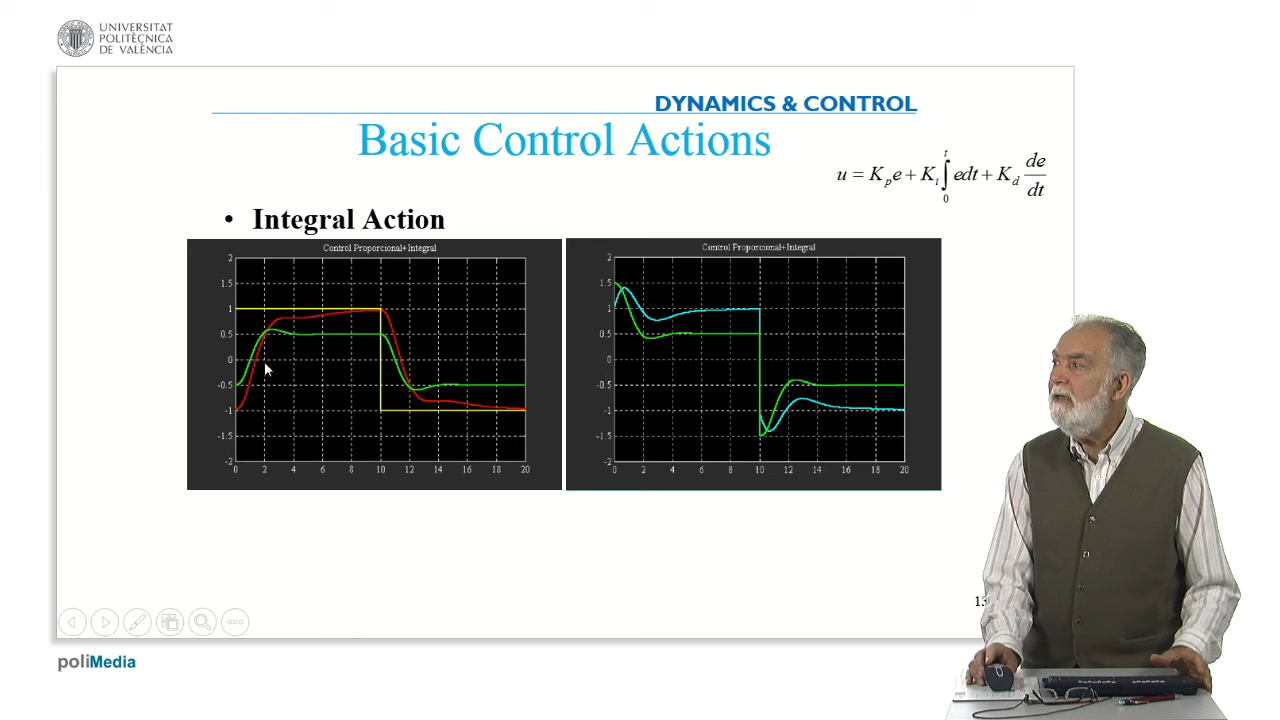 UNIVERSITAT
POLITÈCNICA
DE VALÈNCIA
DYNAMICS & CONTROL
Basic Control Actions
u = K_p e + K_i ∫_0^t edt + K_d de/dt
• Integral Action
Control Proporcional+Integral
2
1.5
1
0.5
0
-0.5
-1
-1.5
-2
0 2 4 6 8 10 12 14 16 18 20
Control Proporcional+Integral
2
1.5
1
0.5
0
-0.5
-1
-1.5
-2
0 2 4 6 8 10 12 14 16 18 20
poliMedia